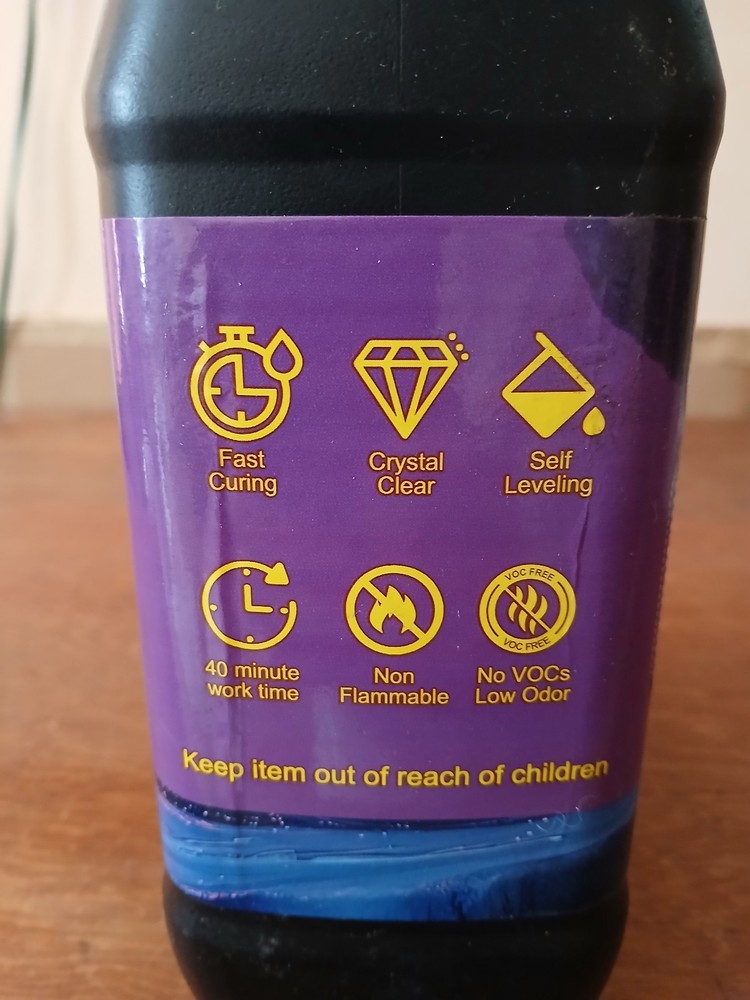 Fast
Curing
Crystal
Clear
Self
Leveling
40 minute
work time
Non
Flammable
VOC FREE
VOC FREE
No VOCs
Low Odor
Keep item out of reach of children